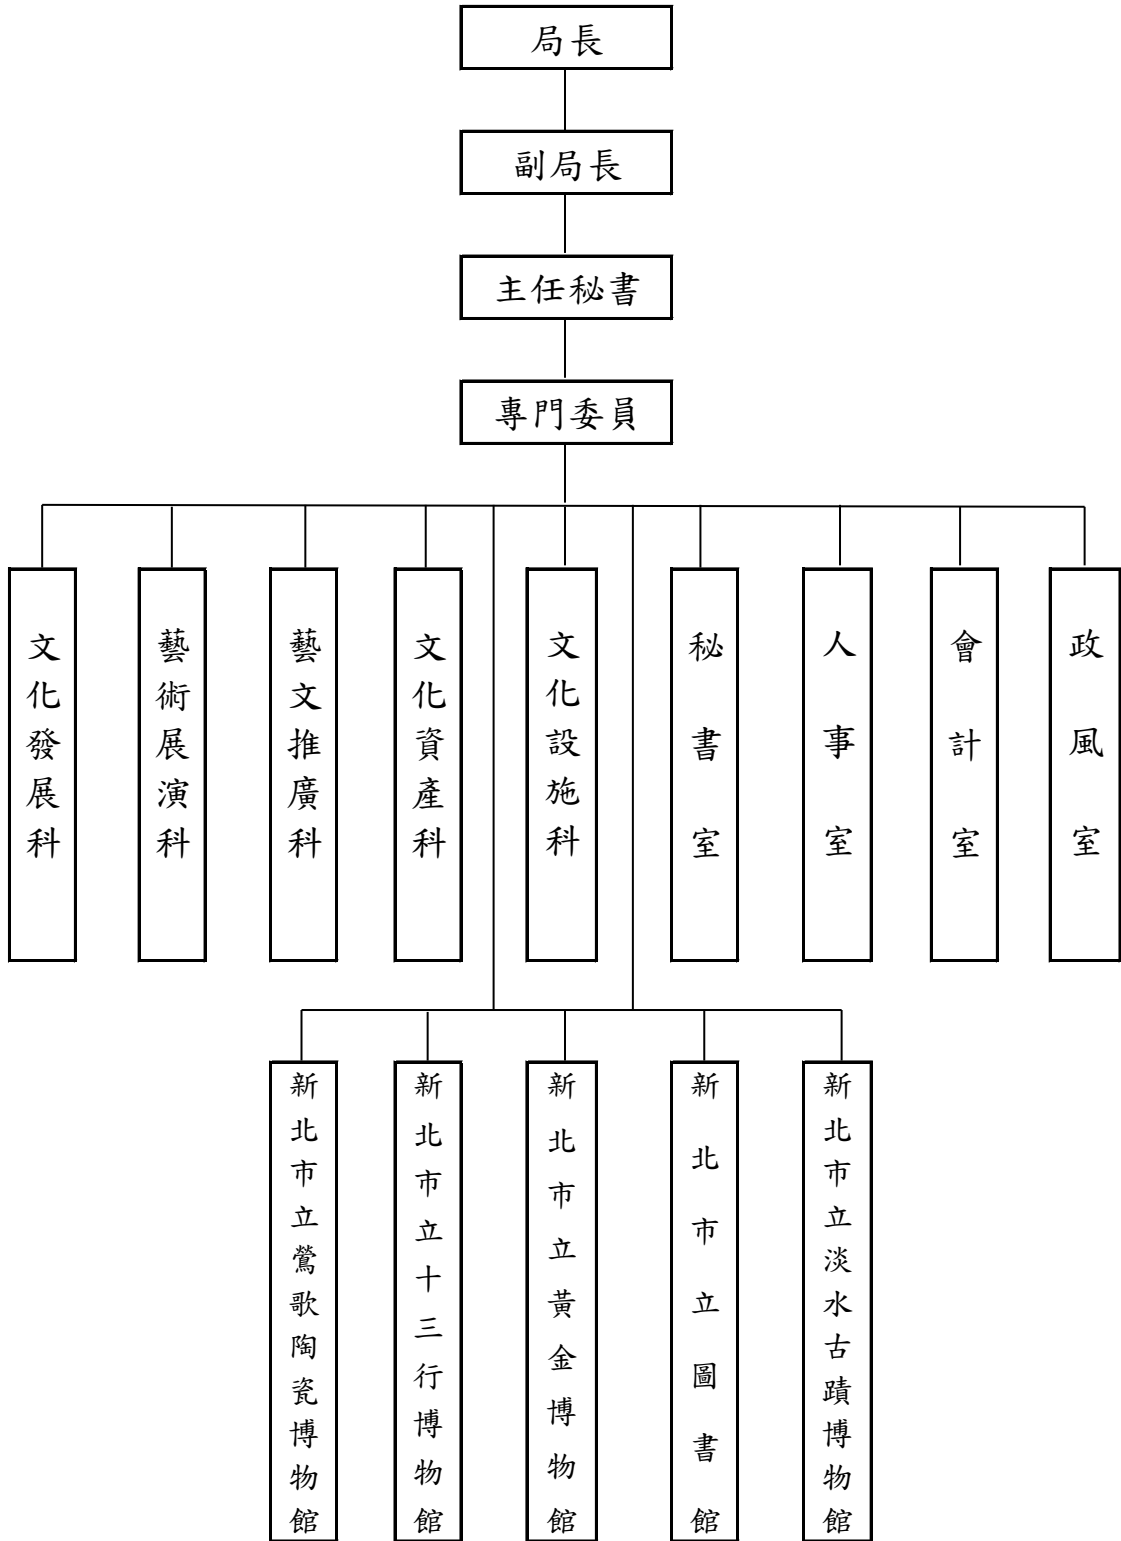 局長
副局長
主任秘書
專門委員
文化發展科
藝術展演科
藝文推廣科
文化資產科
文化設施科
秘書室
人事室
會計室
政風室
新北市立鶯歌陶瓷博物館
新北市立十三行博物館
新北市立黃金博物館
新北市立圖書館
新北市立淡水古蹟博物館